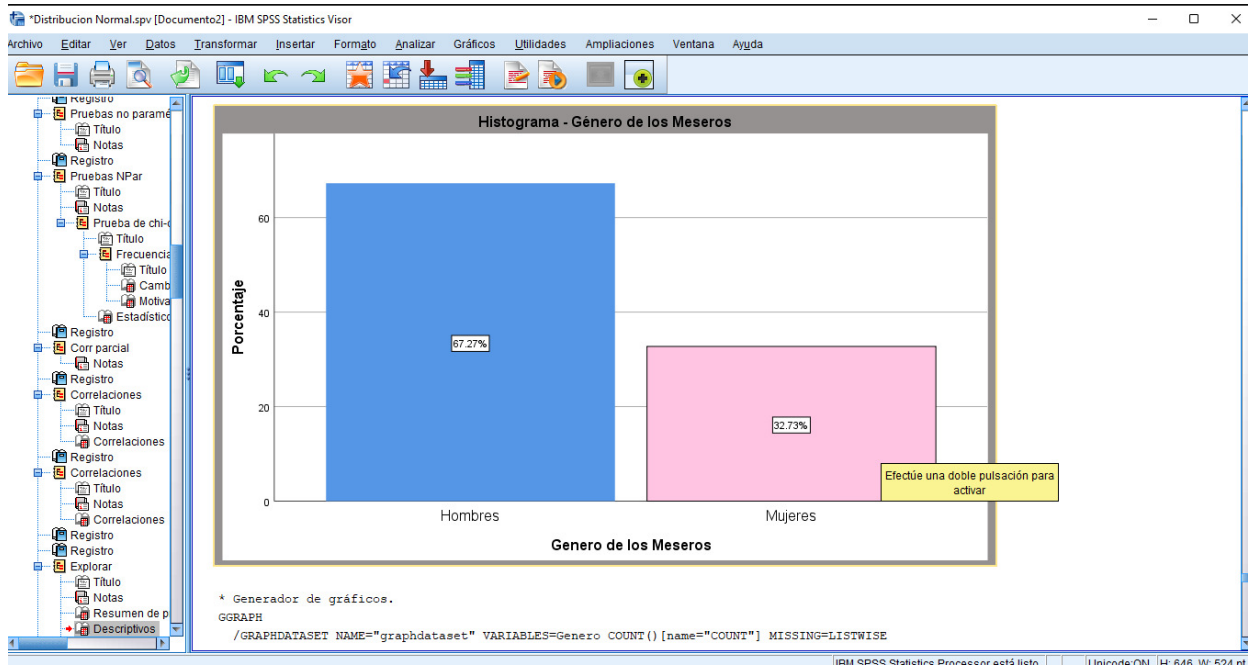 *Distribucion Normal.spv [Documento2] - IBM SPSS Statistics Visor
Archivo Editar Ver Datos Transformar Insertar Formato Analizar Gráficos Utilidades Ampliaciones Ventana Ayuda
Registro
Pruebas no paramé
Título
Notas
Registro
Pruebas NPar
Título
Notas
Prueba de chi-c
Título
Frecuencia
Título
Camb
Motiva
Estadístico
Registro
Corr parcial
Notas
Registro
Correlaciones
Título
Notas
Correlaciones
Registro
Correlaciones
Título
Notas
Correlaciones
Registro
Registro
Explorar
Título
Notas
Resumen de p
Descriptivos
Histograma - Género de los Meseros
Porcentaje
60
40
20
0
67.27%
32.73%
Efectúe una doble pulsación para
activar
Hombres Mujeres
Genero de los Meseros
* Generador de gráficos.
GGRAPH
/GRAPHDATASET NAME="graphdataset" VARIABLES=Genero COUNT()[name="COUNT"] MISSING=LISTWISE
IBM SPSS Statistics Processor está listo Unicode:ON H: 646, W: 524 pt